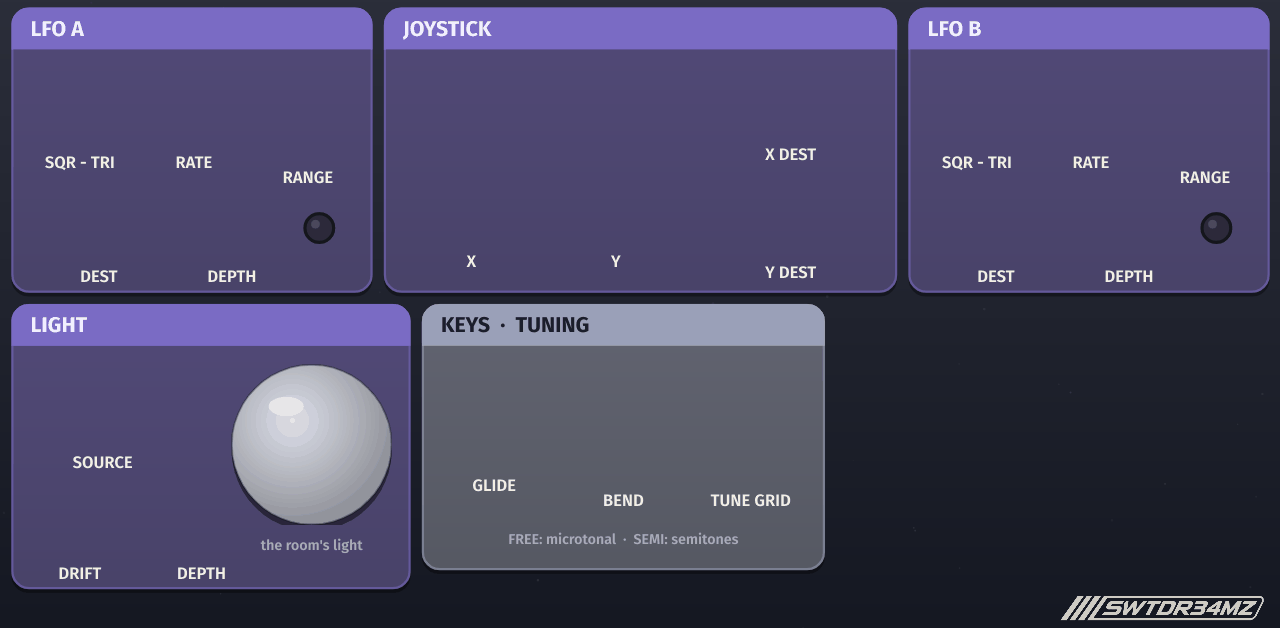 LFO A
JOYSTICK
LFO B
SQR - TRI
RATE
RANGE
DEST
DEPTH
X DEST
X
Y
Y DEST
SQR - TRI
RATE
RANGE
DEST
DEPTH
LIGHT
SOURCE
the room's light
DRIFT
DEPTH
KEYS · TUNING
GLIDE
BEND
TUNE GRID
FREE: microtonal · SEMI: semitones
SWTDR34MZ